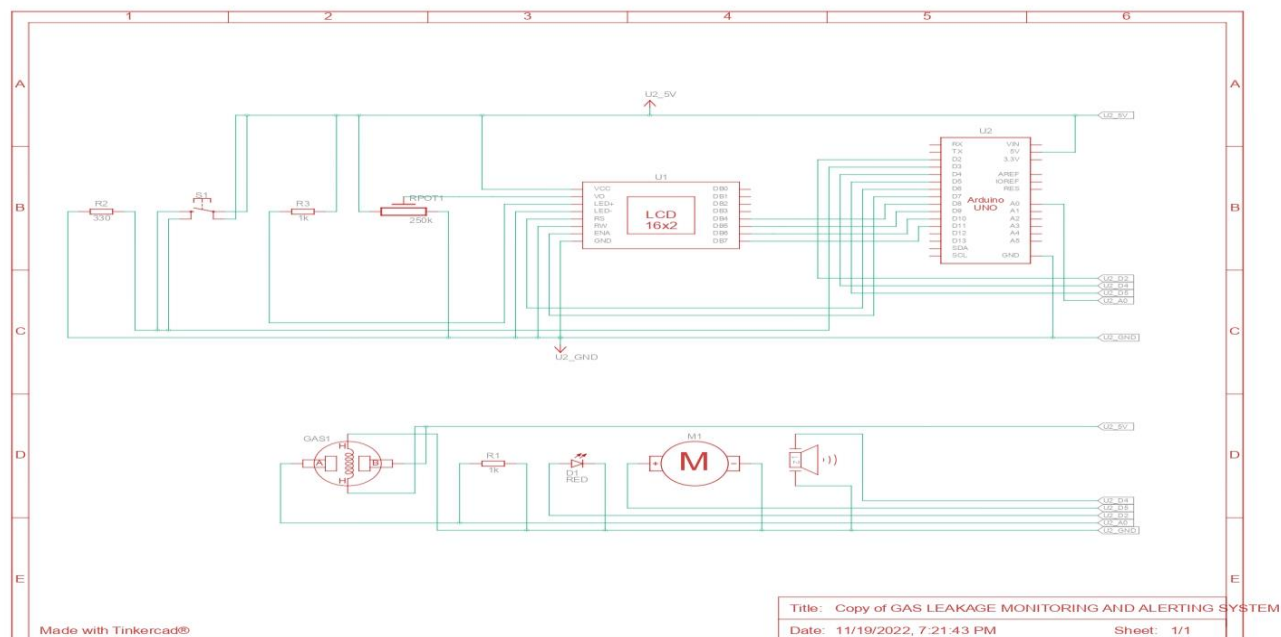 1 2 3 4 5 6
A A
U2_5V
U2_5V
U2
RX VIN
TX 5V
D2 3.3V
D3
D4 AREF
D5 IOREF
D6 RES
D7
D8 A0
D9 A1
D10 A2
D11 A3
D12 A4
D13 A5
SDA
SCL GND
Arduino
UNO
B B
R2
330
S1
R3
1k
RPOT1
250k
U1
VCC DB0
VO DB1
LED+ DB2
LED- DB3
RS DB4
RW DB5
ENA DB6
GND DB7
LCD
16x2
U2_D2
U2_D4
U2_D5
U2_A0
C C
U2_GND
U2_GND
U2_5V
GAS1
H
A B
H
R1
1k
D1
RED
M1
+ M -
D D
U2_D4
U2_D5
U2_D2
U2_A0
U2_GND
E E
Title: Copy of GAS LEAKAGE MONITORING AND ALERTING SYSTEM
Made with Tinkercad®
Date: 11/19/2022, 7:21:43 PM Sheet: 1/1